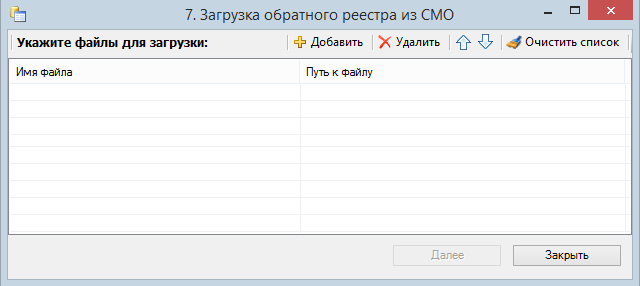 7. Загрузка обратного реестра из СМО
Укажите файлы для загрузки: Добавить Удалить Очистить список
Имя файла Путь к файлу
Далее Закрыть